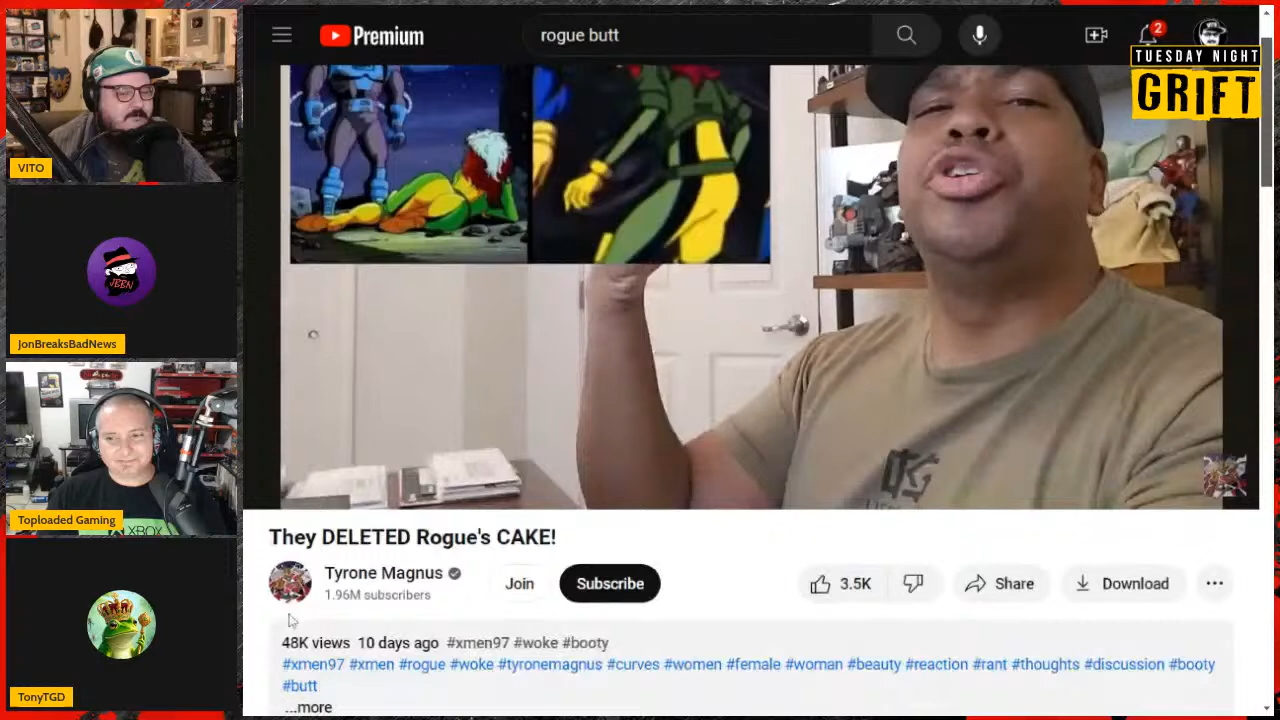 Premium
rogue butt
2
TUESDAY NIGHT
GRIFT
VITO
JEEN
JonBreaksBadNews
XBOX
Toploaded Gaming
TonyTGD
They DELETED Rogue's CAKE!
Tyrone Magnus
1.96M subscribers
Join
Subscribe
3.5K
Share
Download
48K views 10 days ago #xmen97 #woke #booty
#xmen97 #xmen #rogue #woke #tyronemagnus #curves #women #female #woman #beauty #reaction #rant #thoughts #discussion #booty
#butt
...more